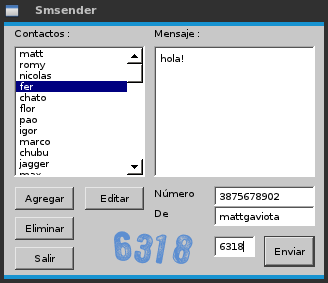 Smsender
Contactos :
matt
romy
nicolas
fer
chato
flor
pao
igor
marco
chubu
jagger
Mensaje :
hola!
Agregar
Editar
Eliminar
Salir
Número
3875678902
De
mattgaviota
6318
6318
Enviar